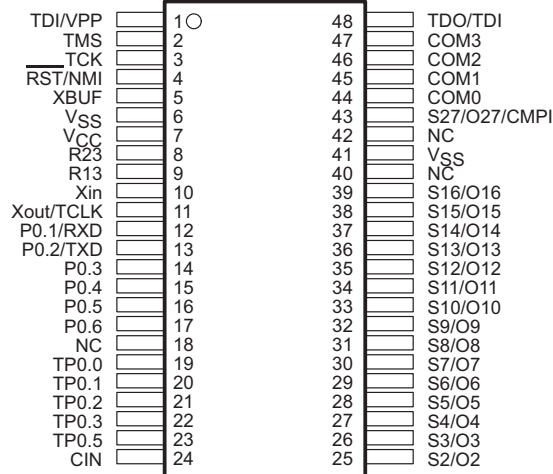 TDI/VPP 1 48 TDO/TDI
TMS 2 47 COM3
TCK 3 46 COM2
RST/NMI 4 45 COM1
XBUF 5 44 COM0
VSS 6 43 S27/O27/CMPI
VCC 7 42 NC
R23 8 41 VSS
R13 9 40 NC
Xin 10 39 S16/O16
Xout/TCLK 11 38 S15/O15
P0.1/RXD 12 37 S14/O14
P0.2/TXD 13 36 S13/O13
P0.3 14 35 S12/O12
P0.4 15 34 S11/O11
P0.5 16 33 S10/O10
P0.6 17 32 S9/O9
NC 18 31 S8/O8
TP0.0 19 30 S7/O7
TP0.1 20 29 S6/O6
TP0.2 21 28 S5/O5
TP0.3 22 27 S4/O4
TP0.5 23 26 S3/O3
CIN 24 25 S2/O2